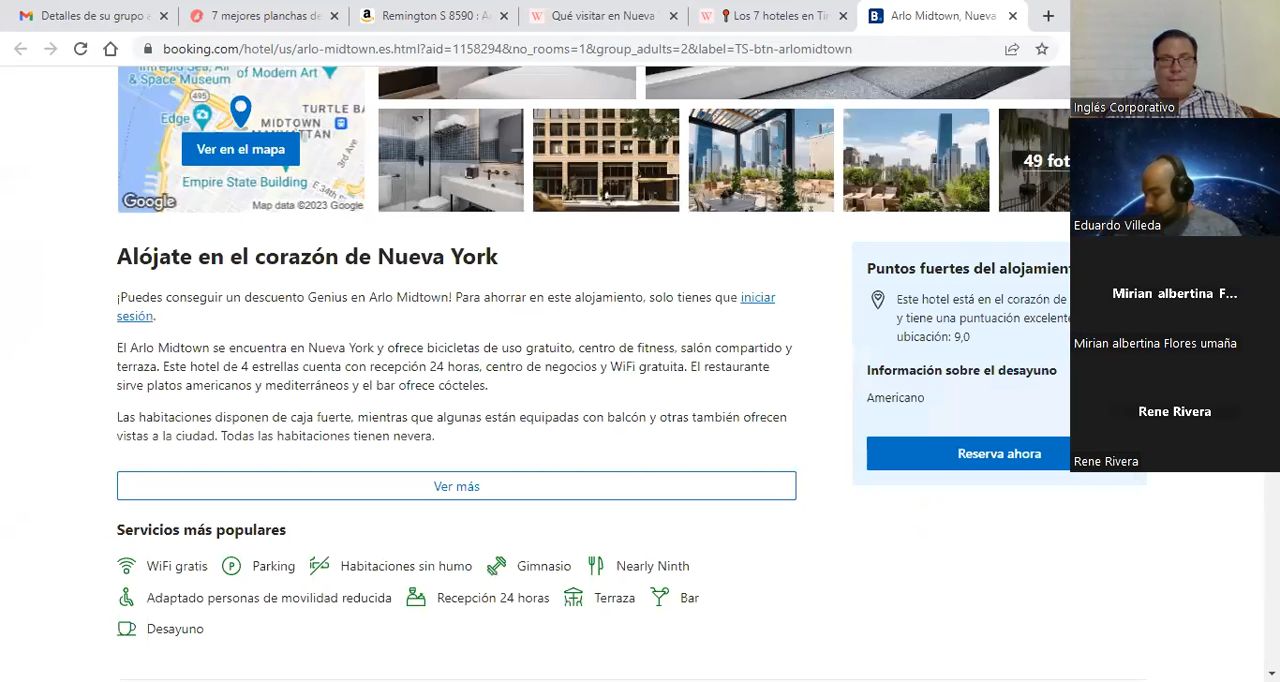 Detalles de su grupo
7 mejores planchas de
Remington S 8590 : A
Qué visitar en Nueva
Los 7 hoteles en Tir
Arlo Midtown, Nueva
booking.com/hotel/us/arlo-midtown.es.html?aid=1158294&no_rooms=1&group_adults=2&label=TS-btn-arlomidtown
& Space Museum
of Modern Art
495
Edge
TURTLE BA
MIDTOWN
MANHATTAN
Ver en el mapa
3rd Ave
Empire State Building
E 34th
Google
Map data ©2023 Google
49 fot
Alójate en el corazón de Nueva York
¡Puedes conseguir un descuento Genius en Arlo Midtown! Para ahorrar en este alojamiento, solo tienes que iniciar
sesión.
El Arlo Midtown se encuentra en Nueva York y ofrece bicicletas de uso gratuito, centro de fitness, salón compartido y
terraza. Este hotel de 4 estrellas cuenta con recepción 24 horas, centro de negocios y WiFi gratuita. El restaurante
sirve platos americanos y mediterráneos y el bar ofrece cócteles.
Las habitaciones disponen de caja fuerte, mientras que algunas están equipadas con balcón y otras también ofrecen
vistas a la ciudad. Todas las habitaciones tienen nevera.
Ver más
Servicios más populares
WiFi gratis
Parking
Habitaciones sin humo
Gimnasio
Nearly Ninth
Adaptado personas de movilidad reducida
Recepción 24 horas
Terraza
Bar
Desayuno
Puntos fuertes del alojamien
Este hotel está en el corazón de
y tiene una puntuación excelente
ubicación: 9,0
Información sobre el desayuno
Americano
Reserva ahora
Inglés Corporativo
Eduardo Villeda
Mirian albertina F...
Mirian albertina Flores umaña
Rene Rivera
Rene Rivera